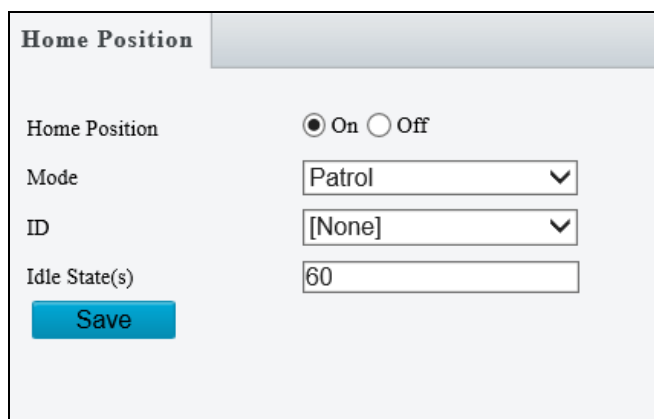 Home Position
Home Position On Off
Mode Patrol
ID [None]
Idle State(s) 60
Save